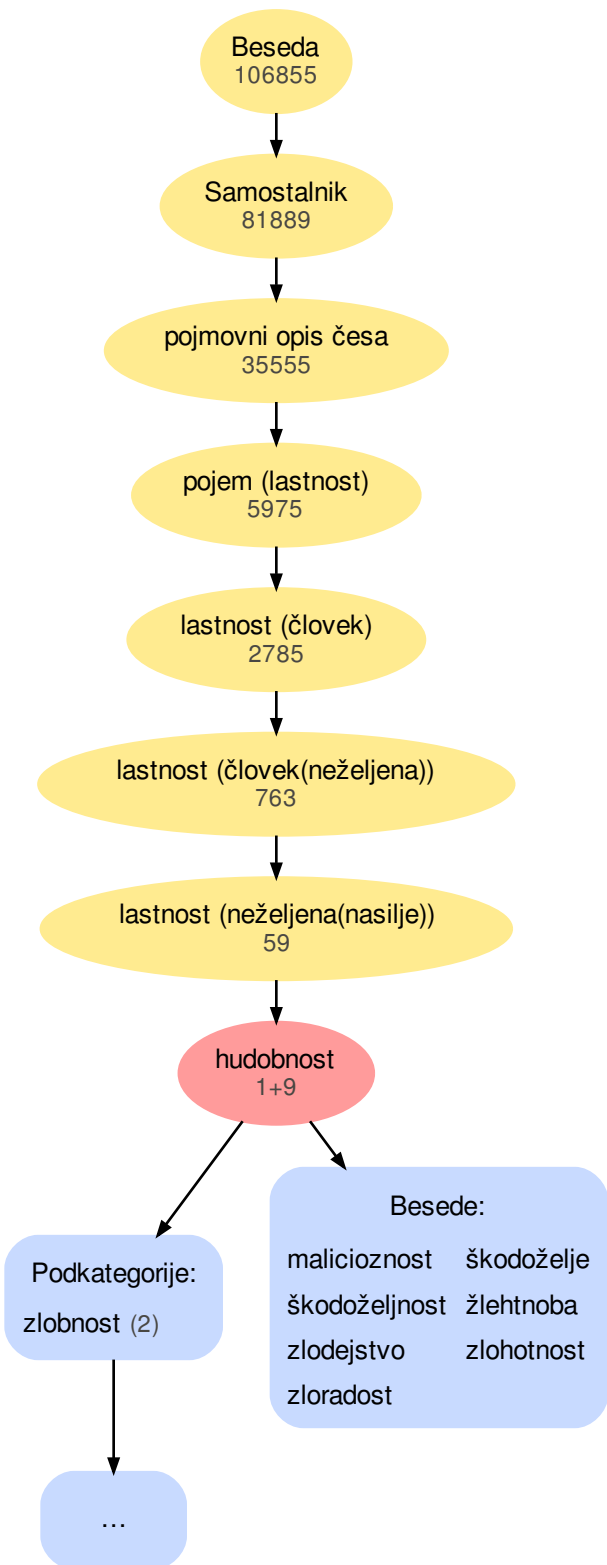 Beseda
106855
Samostalnik
81889
pojmovni opis česa
35555
pojem (lastnost)
5975
lastnost (človek)
2785
lastnost (človek(neželjena))
763
lastnost (neželjena(nasilje))
59
hudobnost
1+9
Podkategorije:
zlobnost (2)
...
Besede:
malicioznost škodoželje
škodoželjnost žlehtnoba
zlodejstvo zlohotnost
zloradost